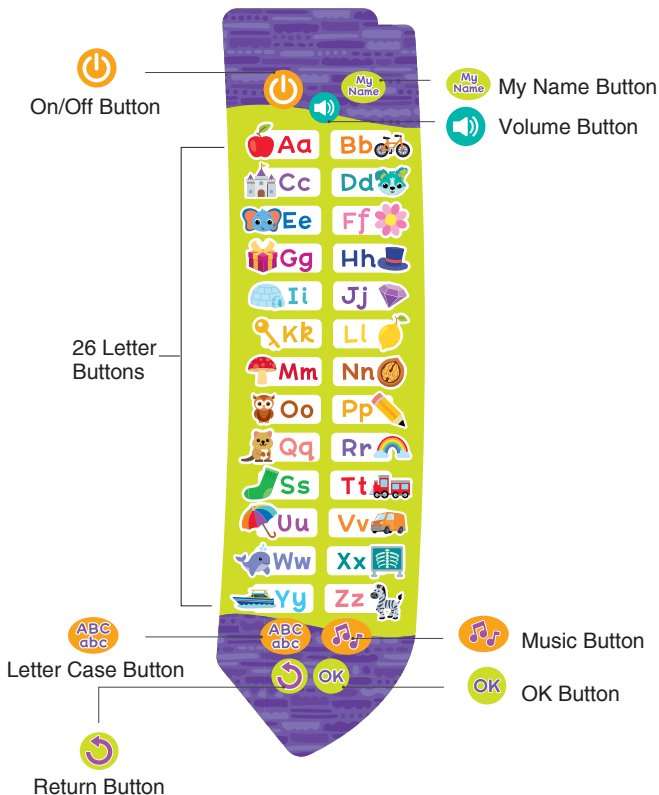 My
Name
My
Name
My Name Button
On/Off Button
Volume Button
Aa
Bb
Cc
Dd
Ee
Ff
Gg
Hh
Ii
Jj
Kk
Ll
26 Letter
Buttons
Mm
Nn
Oo
Pp
Qq
Rr
Ss
Tt
Uu
Vv
Ww
Xx
Yy
Zz
ABC
abc
ABC
abc
Music Button
Letter Case Button
OK
OK
OK Button
Return Button